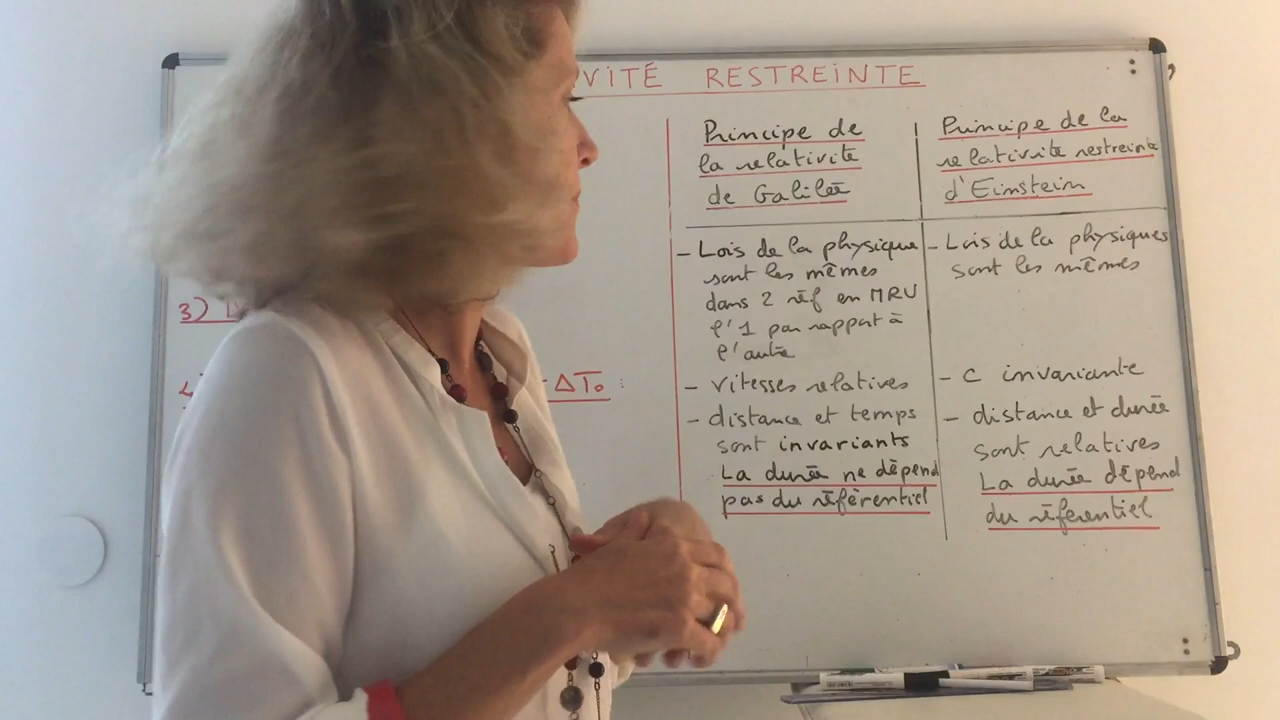 VITÉ RESTREINTE
Principe de
la relativité
de Galilée
- Lois de la physique
sont les mêmes
dans 2 réf en MRU
l'1 par rapport à
l'autre
- vitesses relatives
- distance et temps
sont invariants
La durée ne dépend
pas du référentiel
Principe de la
relativité restreinte
d'Einstein
- Lois de la physiques
sont les mêmes
- C invariante
- distance et durée
sont relatives
La durée dépend
du référentiel
3)
ΔT₀ :